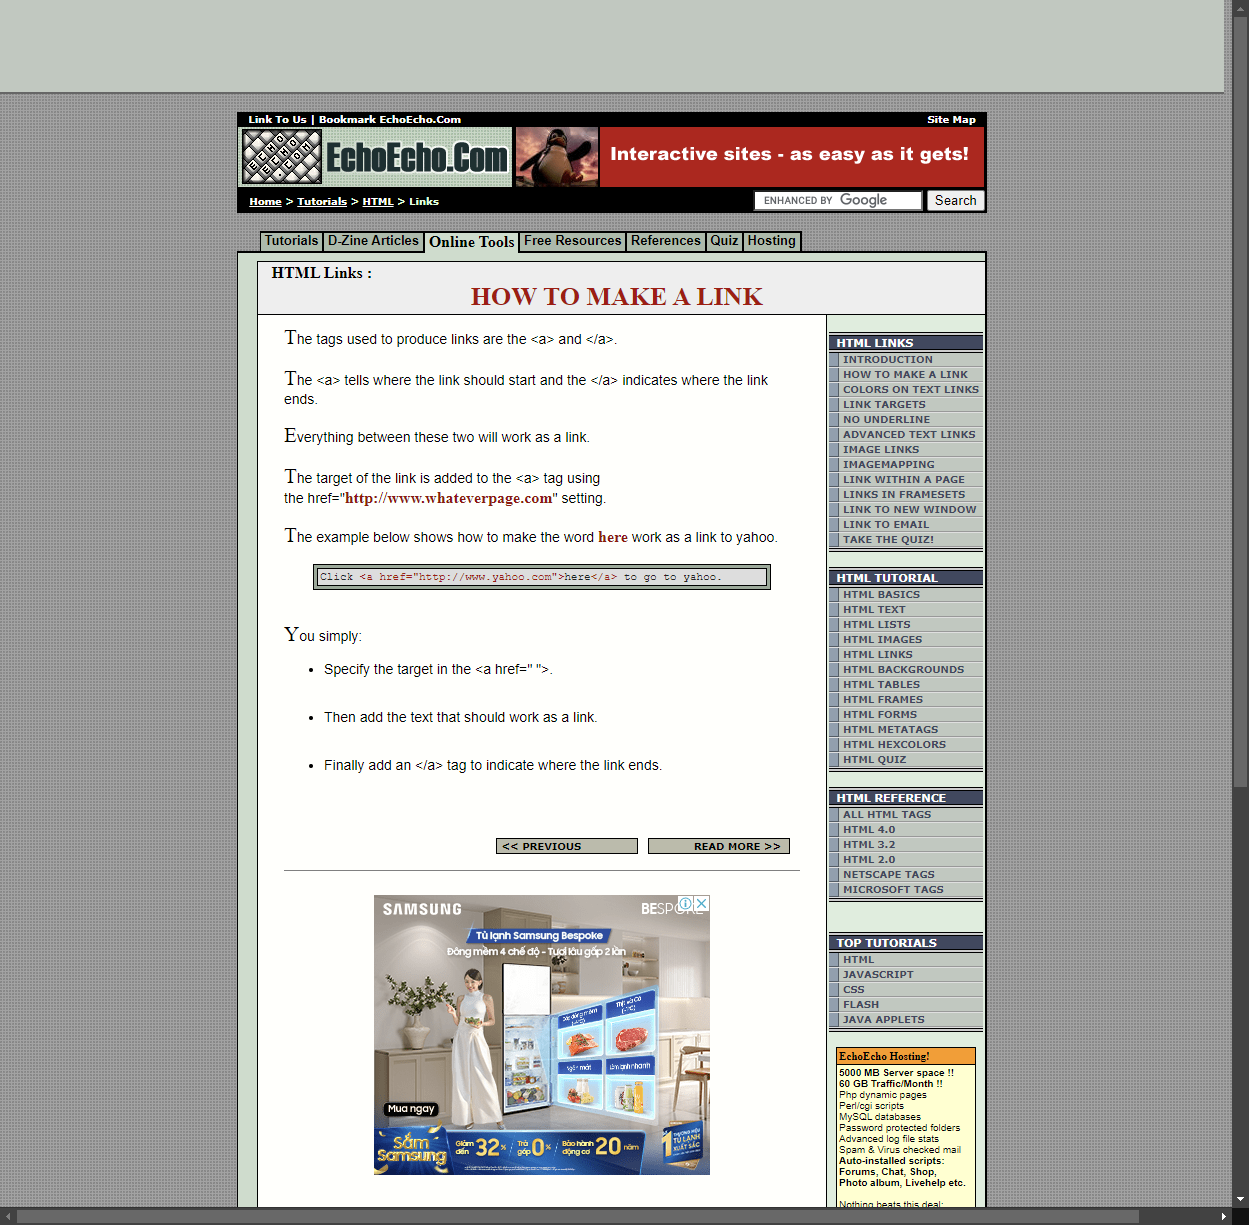 Link To Us | Bookmark EchoEcho.Com
Site Map
ECHO ECHO .COM
EchoEcho.Com
Interactive sites - as easy as it gets!
Home > Tutorials > HTML > Links
ENHANCED BY Google
Search
Tutorials
D-Zine Articles
Online Tools
Free Resources
References
Quiz
Hosting
HTML Links :
HOW TO MAKE A LINK
The tags used to produce links are the <a> and </a>.
The <a> tells where the link should start and the </a> indicates where the link
ends.
Everything between these two will work as a link.
The target of the link is added to the <a> tag using
the href="http://www.whateverpage.com" setting.
The example below shows how to make the word here work as a link to yahoo.
Click <a href="http://www.yahoo.com">here</a> to go to yahoo.
You simply:
• Specify the target in the <a href=" ">.
• Then add the text that should work as a link.
• Finally add an </a> tag to indicate where the link ends.
<< PREVIOUS
READ MORE >>
SAMSUNG
BESPOKE
Tủ lạnh Samsung Bespoke
Đông mềm 4 chế độ - Tươi lâu gấp 2 lần
Thịt và Cá
Ngăn mát
Làm lạnh nhanh
Mua ngay
Sắm
Samsung
Giảm đến 32%
Trả góp 0%
Bảo hành động cơ 20 năm
1 THƯƠNG HIỆU
TỦ LẠNH
XUẤT SẮC
HTML LINKS
INTRODUCTION
HOW TO MAKE A LINK
COLORS ON TEXT LINKS
LINK TARGETS
NO UNDERLINE
ADVANCED TEXT LINKS
IMAGE LINKS
IMAGEMAPPING
LINK WITHIN A PAGE
LINKS IN FRAMESETS
LINK TO NEW WINDOW
LINK TO EMAIL
TAKE THE QUIZ!
HTML TUTORIAL
HTML BASICS
HTML TEXT
HTML LISTS
HTML IMAGES
HTML LINKS
HTML BACKGROUNDS
HTML TABLES
HTML FRAMES
HTML FORMS
HTML METATAGS
HTML HEXCOLORS
HTML QUIZ
HTML REFERENCE
ALL HTML TAGS
HTML 4.0
HTML 3.2
HTML 2.0
NETSCAPE TAGS
MICROSOFT TAGS
TOP TUTORIALS
HTML
JAVASCRIPT
CSS
FLASH
JAVA APPLETS
EchoEcho Hosting!
5000 MB Server space !!
60 GB Traffic/Month !!
Php dynamic pages
Perl/cgi scripts
MySQL databases
Password protected folders
Advanced log file stats
Spam & Virus checked mail
Auto-installed scripts:
Forums, Chat, Shop,
Photo album, Livehelp etc.
Nothing beats this deal: